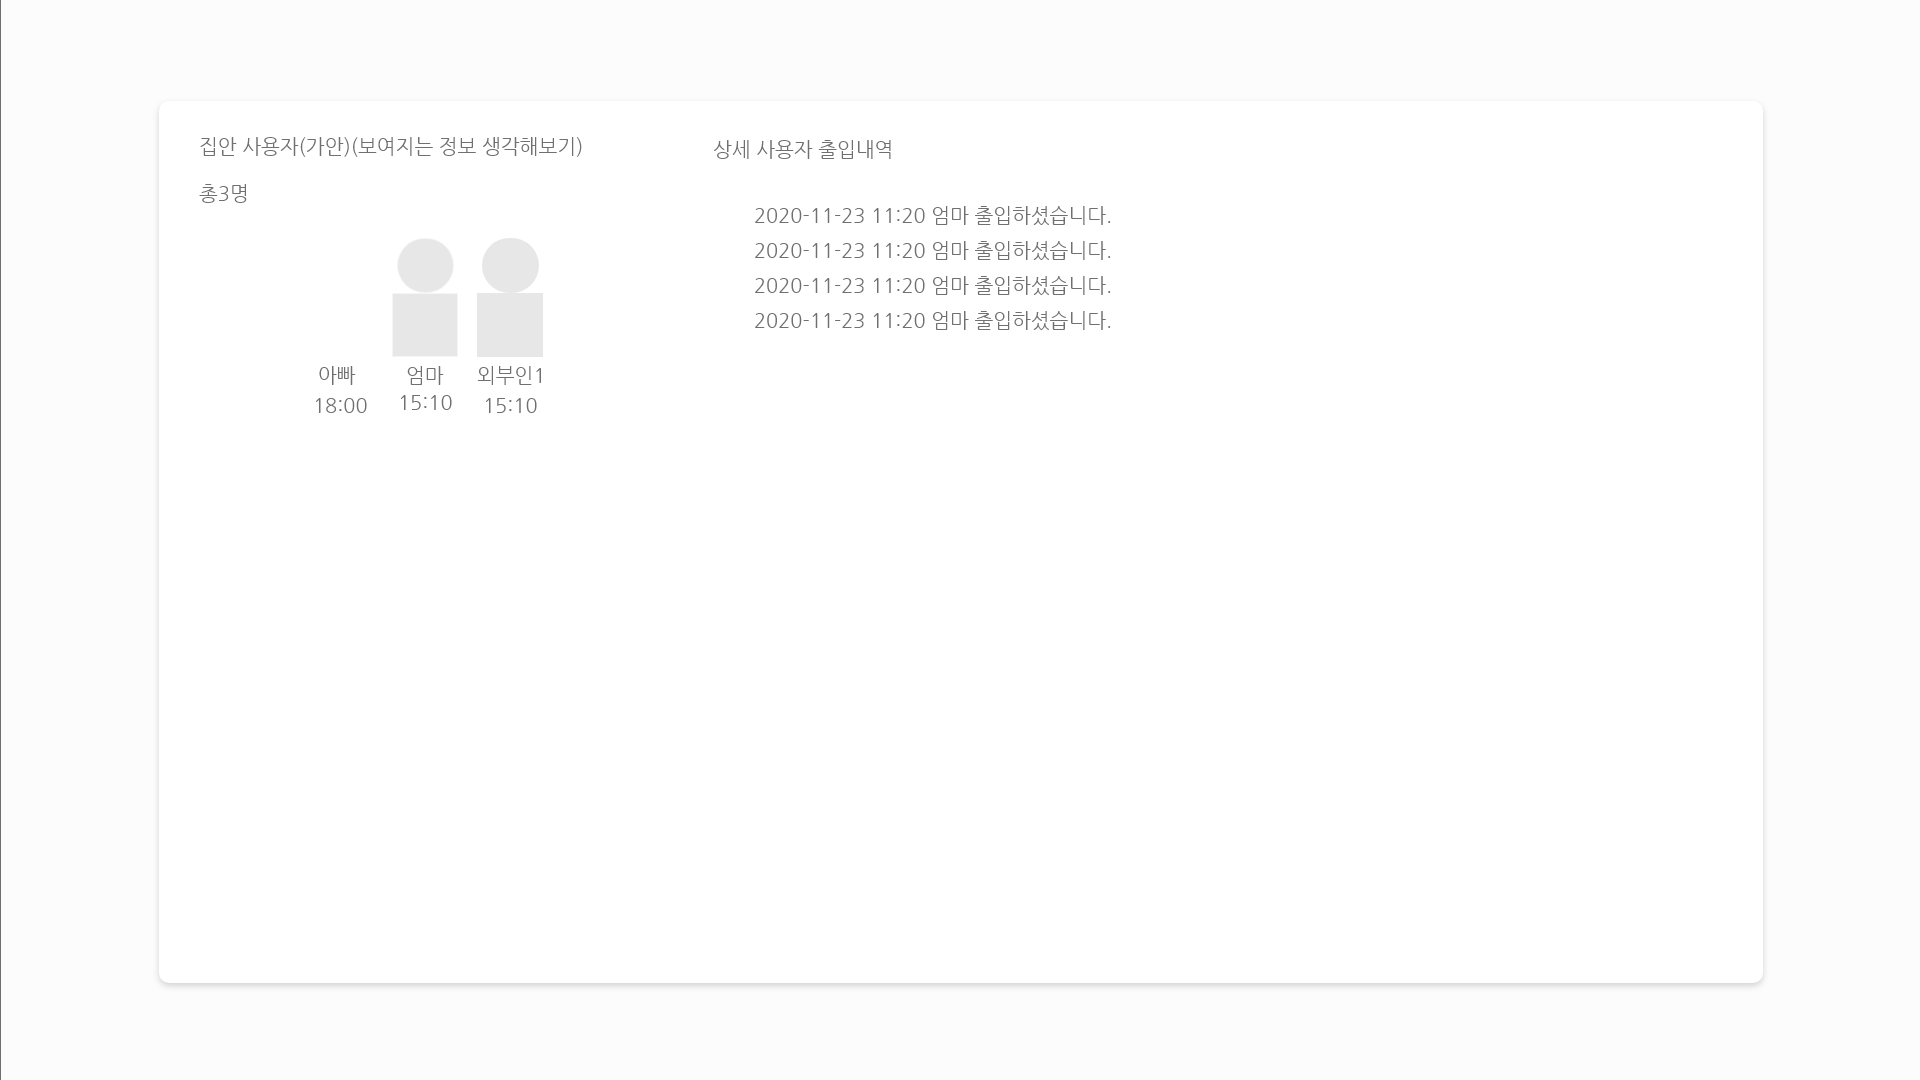 집안 사용자(가안)(보여지는 정보 생각해보기)
총3명
아빠 엄마 외부인1
18:00 15:10 15:10
상세 사용자 출입내역
2020-11-23 11:20 엄마 출입하셨습니다.
2020-11-23 11:20 엄마 출입하셨습니다.
2020-11-23 11:20 엄마 출입하셨습니다.
2020-11-23 11:20 엄마 출입하셨습니다.